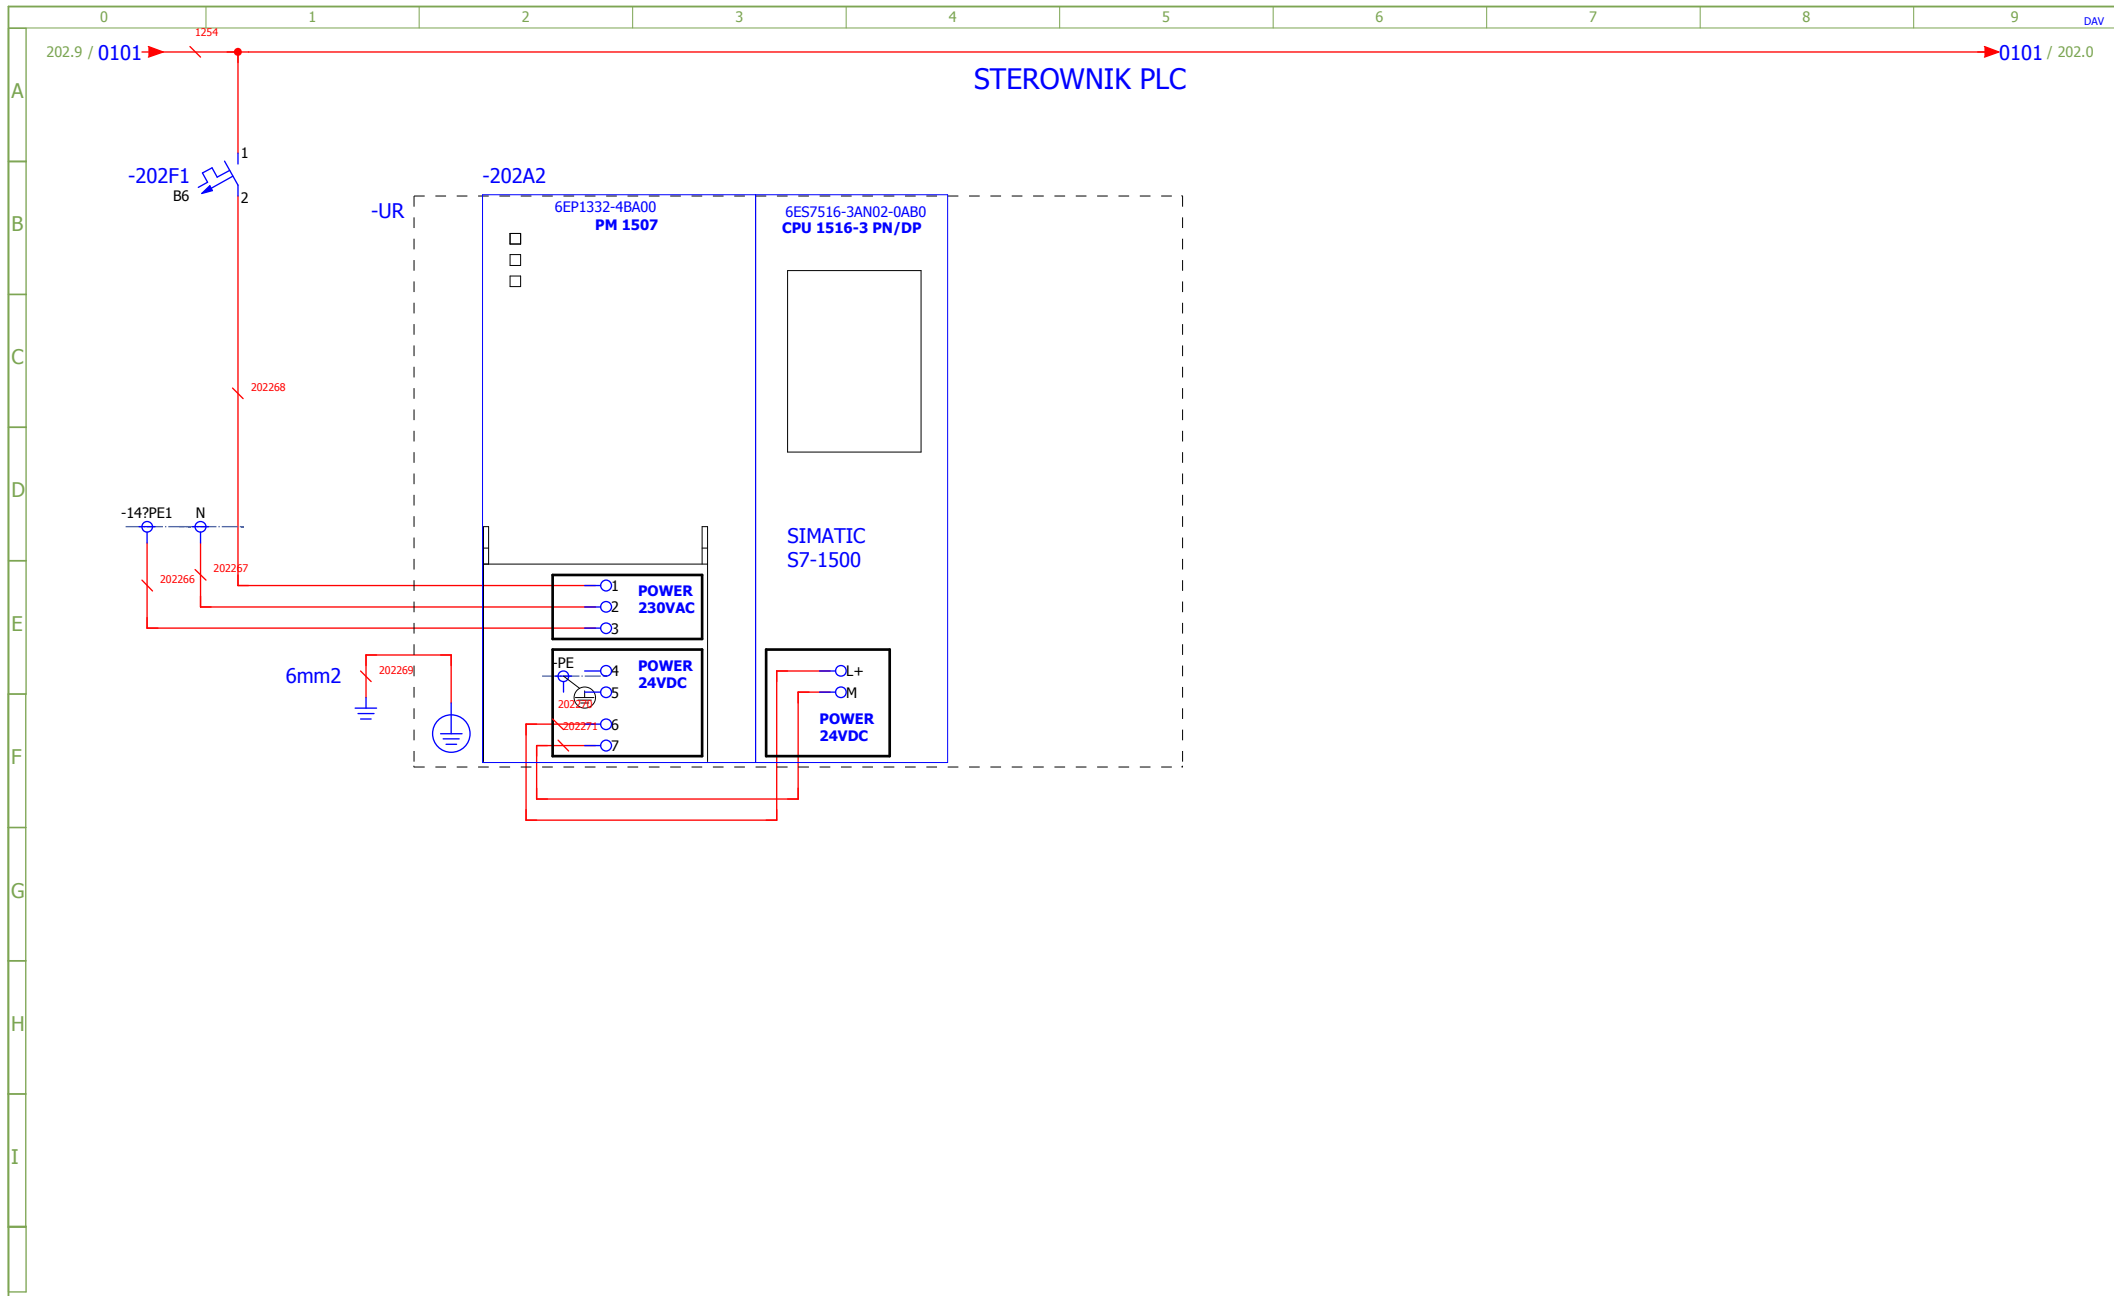 0 1 2 3 4 5 6 7 8 9 DAV
1254
202.9 / 0101
0101 / 202.0
STEROWNIK PLC
A
1
-202F1
B6
2
-202A2
-UR
6EP1332-4BA00
PM 1507
6ES7516-3AN02-0AB0
CPU 1516-3 PN/DP
B
C
202268
D
-14?PE1 N
SIMATIC
S7-1500
202266
202267
1
2
3
POWER
230VAC
E
6mm2
202269
-PE
4
5
POWER
24VDC
202270
202271
6
7
L+
M
POWER
24VDC
F
G
H
I